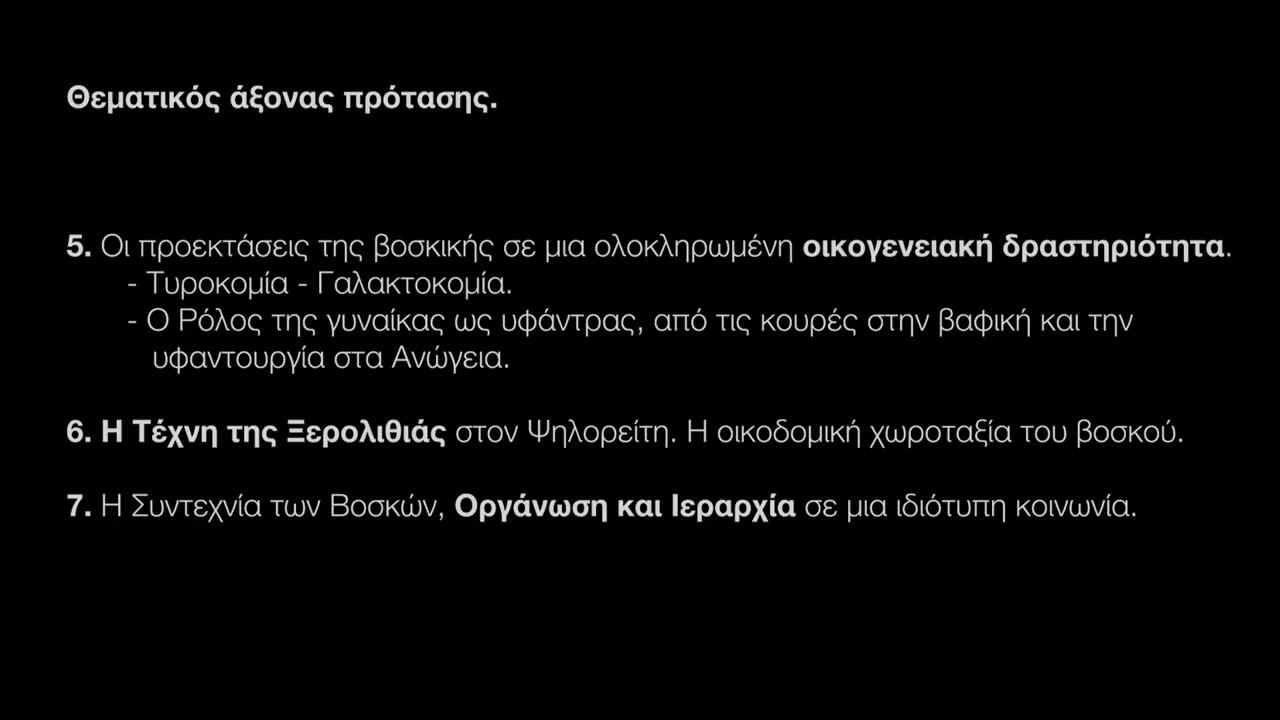 Θεματικός άξονας πρότασης.
5. Οι προεκτάσεις της βοσκικής σε μια ολοκληρωμένη οικογενειακή δραστηριότητα.
- Τυροκομία - Γαλακτοκομία.
- Ο Ρόλος της γυναίκας ως υφάντρας, από τις κουρές στην βαφική και την
υφαντουργία στα Ανώγεια.
6. Η Τέχνη της Ξερολιθιάς στον Ψηλορείτη. Η οικοδομική χωροταξία του βοσκού.
7. Η Συντεχνία των Βοσκών, Οργάνωση και Ιεραρχία σε μια ιδιότυπη κοινωνία.